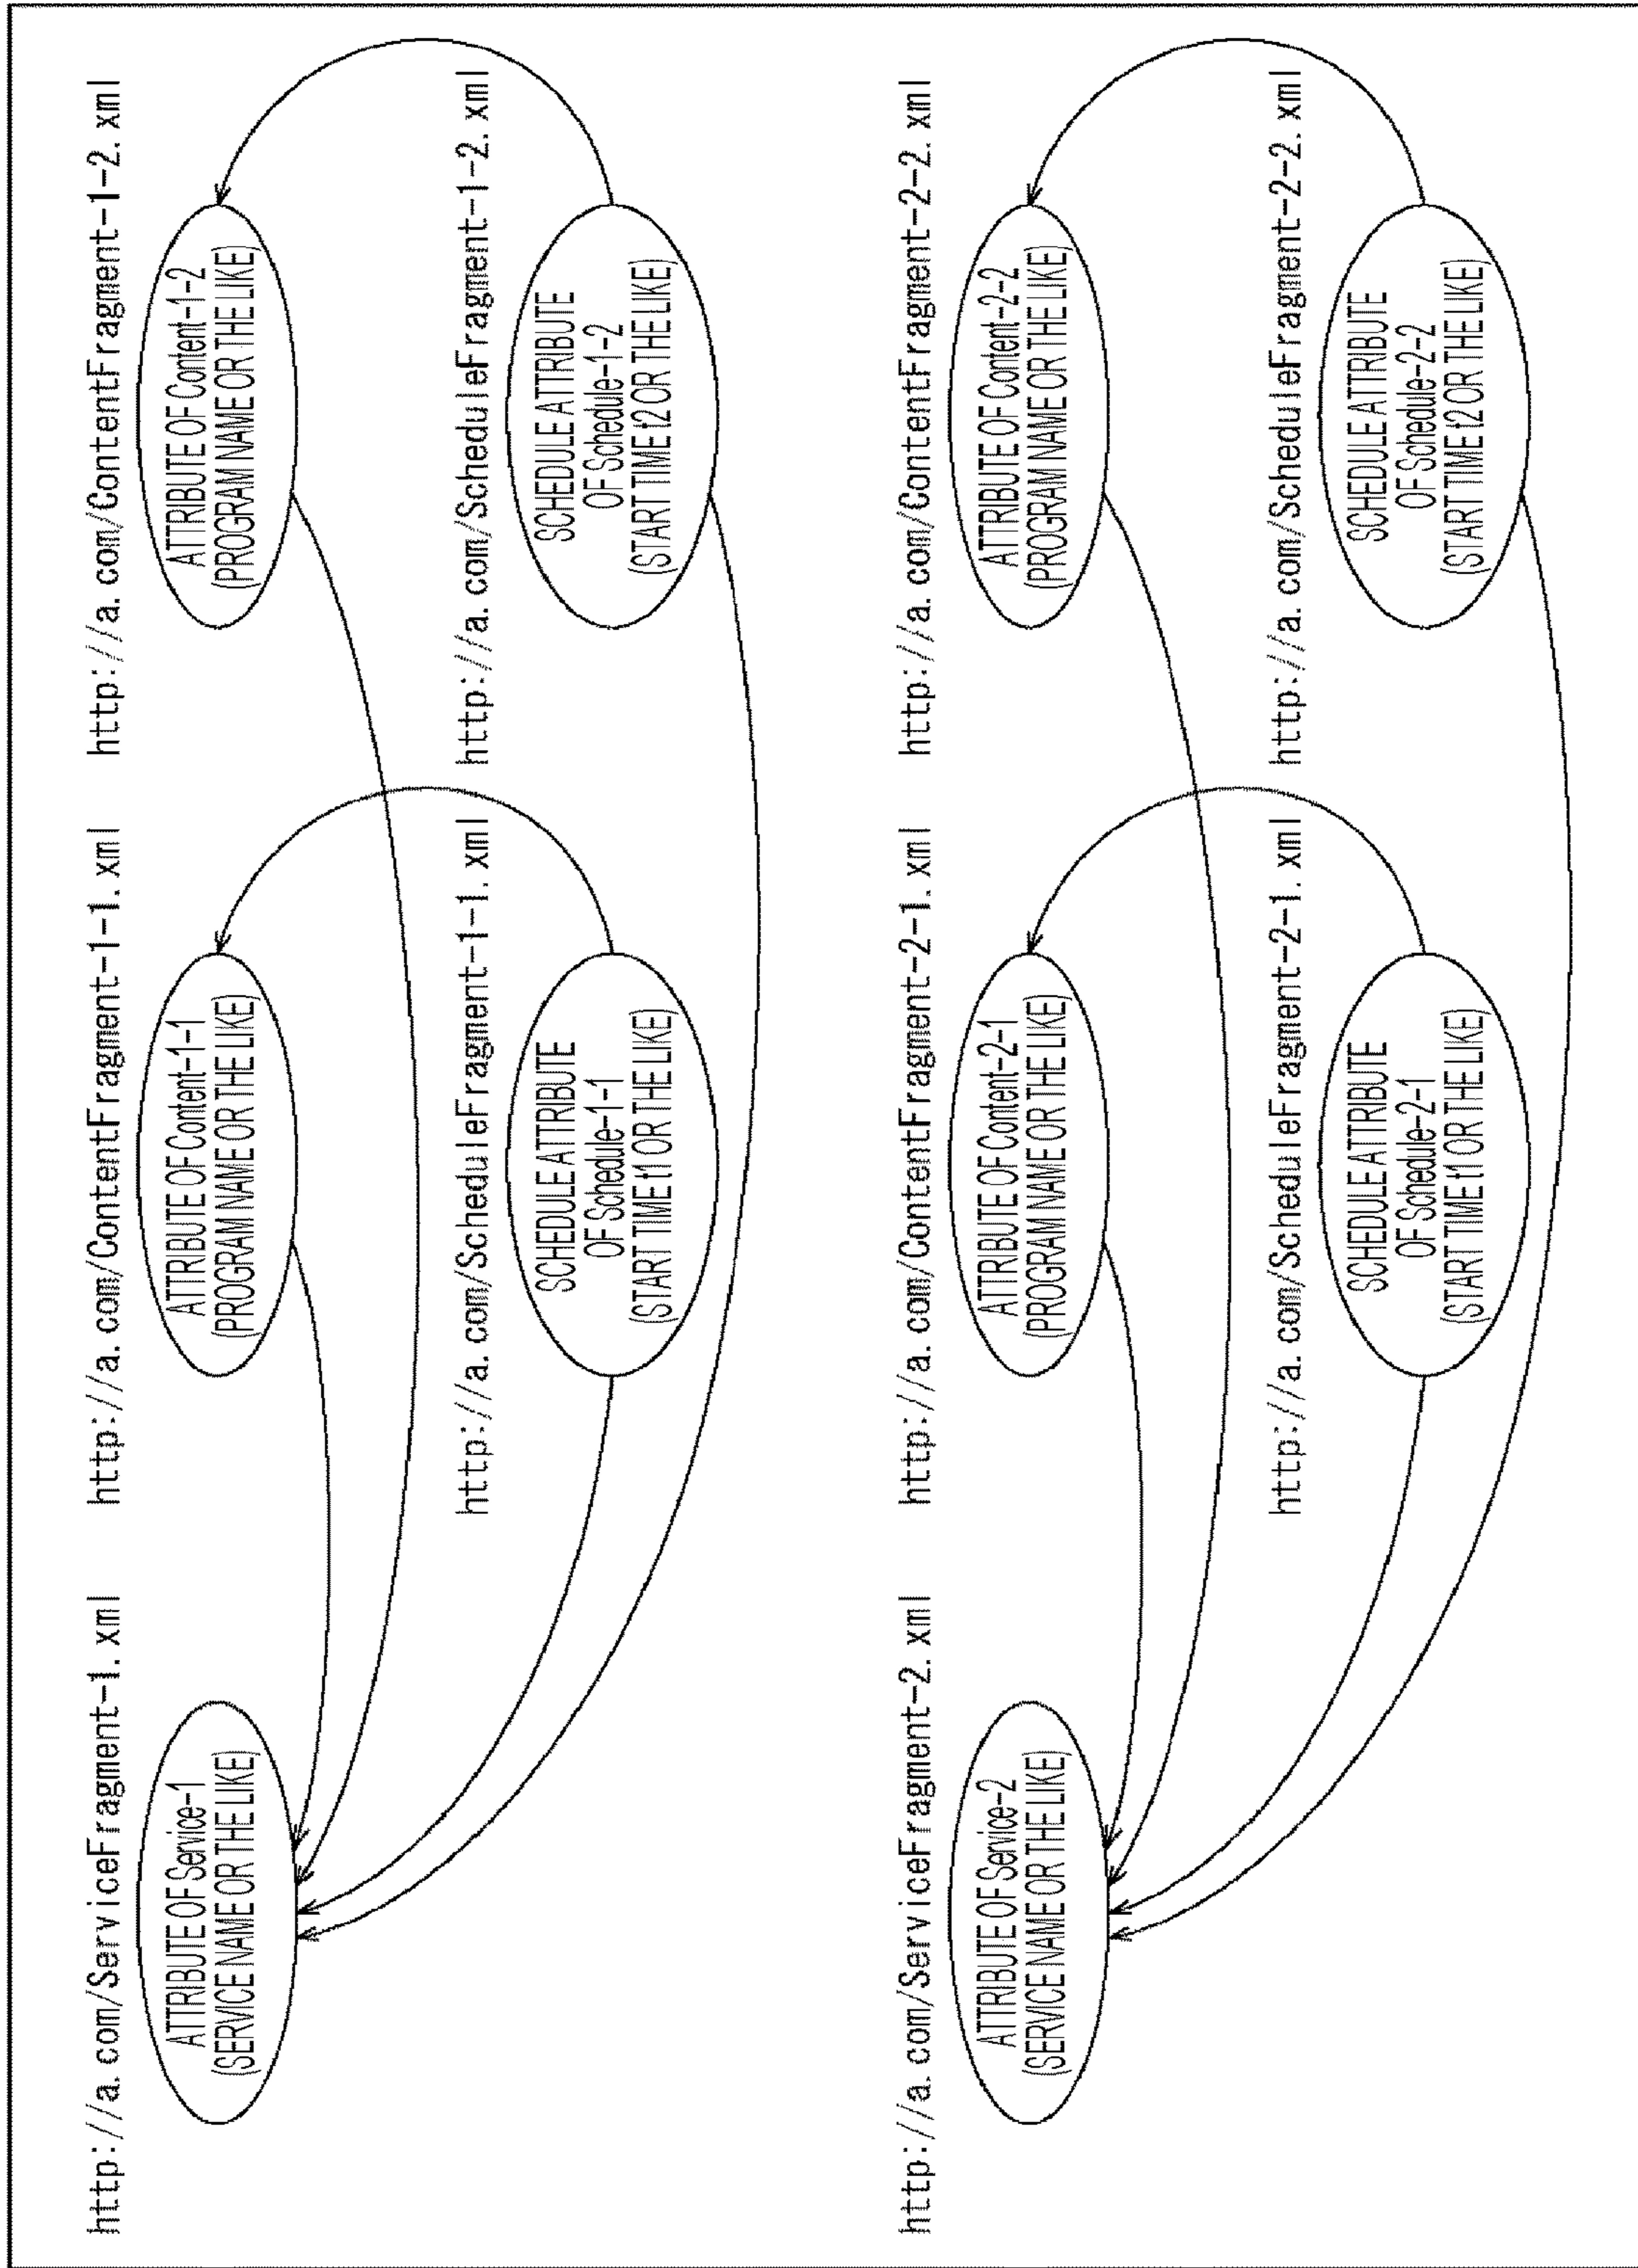 http://a.com/ServiceFragment-1.xml
ATTRIBUTE OF Service-1
(SERVICE NAME OR THE LIKE)
http://a.com/ContentFragment-1-1.xml
ATTRIBUTE OF Content-1-1
(PROGRAM NAME OR THE LIKE)
http://a.com/ContentFragment-1-2.xml
ATTRIBUTE OF Content-1-2
(PROGRAM NAME OR THE LIKE)
http://a.com/ScheduleFragment-1-1.xml
SCHEDULE ATTRIBUTE
OF Schedule-1-1
(START TIME t1 OR THE LIKE)
http://a.com/ScheduleFragment-1-2.xml
SCHEDULE ATTRIBUTE
OF Schedule-1-2
(START TIME t2 OR THE LIKE)
http://a.com/ServiceFragment-2.xml
ATTRIBUTE OF Service-2
(SERVICE NAME OR THE LIKE)
http://a.com/ContentFragment-2-1.xml
ATTRIBUTE OF Content-2-1
(PROGRAM NAME OR THE LIKE)
http://a.com/ContentFragment-2-2.xml
ATTRIBUTE OF Content-2-2
(PROGRAM NAME OR THE LIKE)
http://a.com/ScheduleFragment-2-1.xml
SCHEDULE ATTRIBUTE
OF Schedule-2-1
(START TIME t1 OR THE LIKE)
http://a.com/ScheduleFragment-2-2.xml
SCHEDULE ATTRIBUTE
OF Schedule-2-2
(START TIME t2 OR THE LIKE)